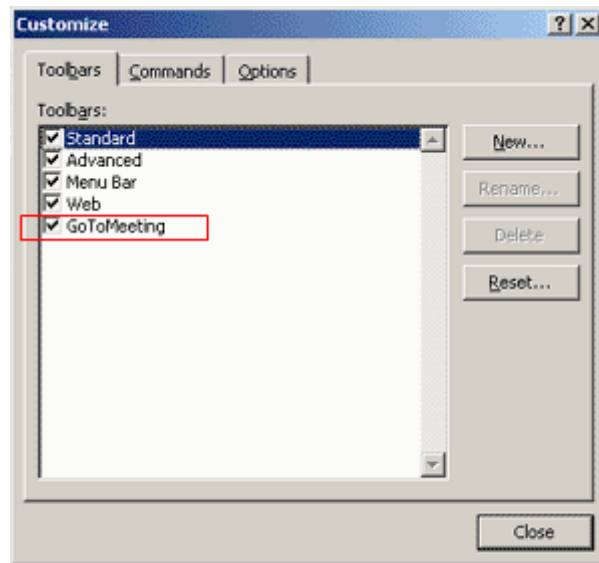 Customize
Toolbars Commands Options
Toolbars:
Standard
Advanced
Menu Bar
Web
GoToMeeting
New...
Rename...
Delete
Reset...
Close